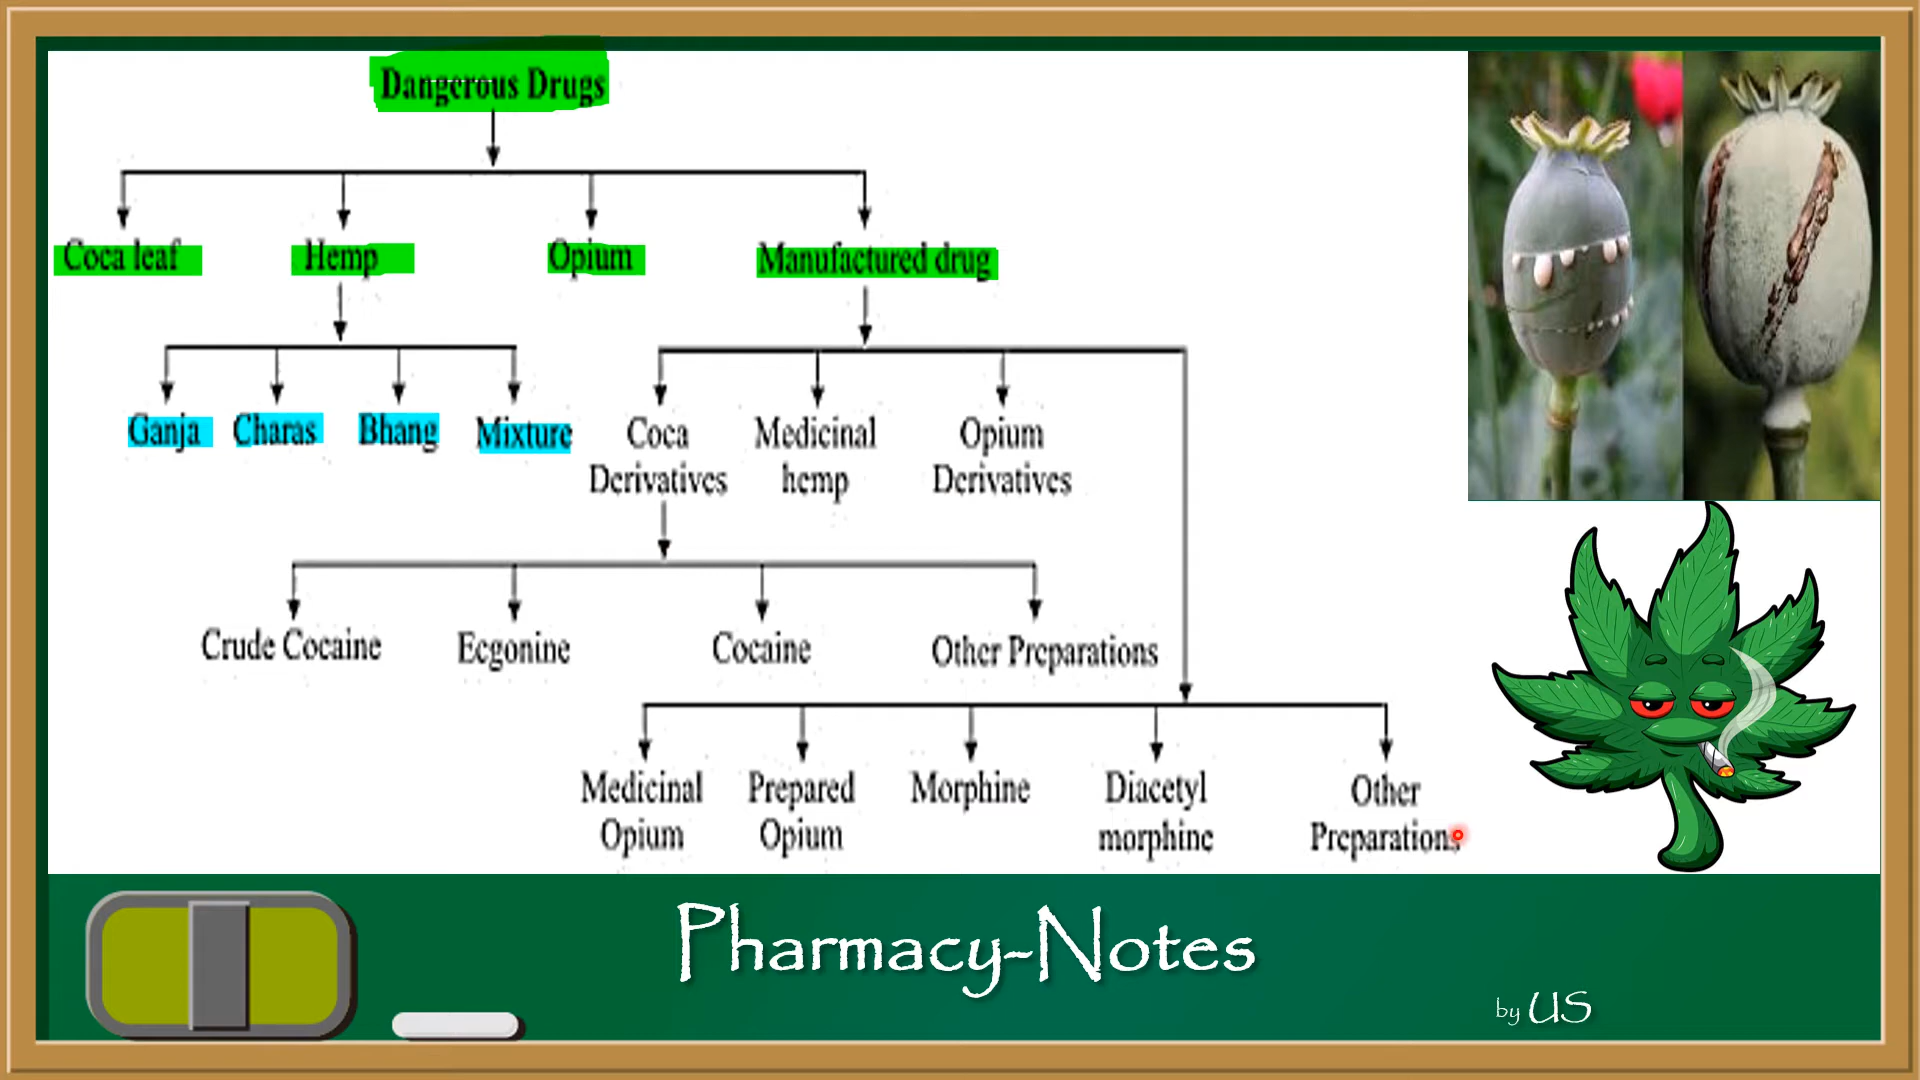 Dangerous Drugs
Coca leaf Hemp Opium Manufactured drug
Ganja Charas Bhang Mixture Coca Medicinal Opium
Derivatives hemp Derivatives
Crude Cocaine Ecgonine Cocaine Other Preparations
Medicinal Prepared Morphine Diacetyl Other
Opium Opium morphine Preparations
Pharmacy-Notes
by US